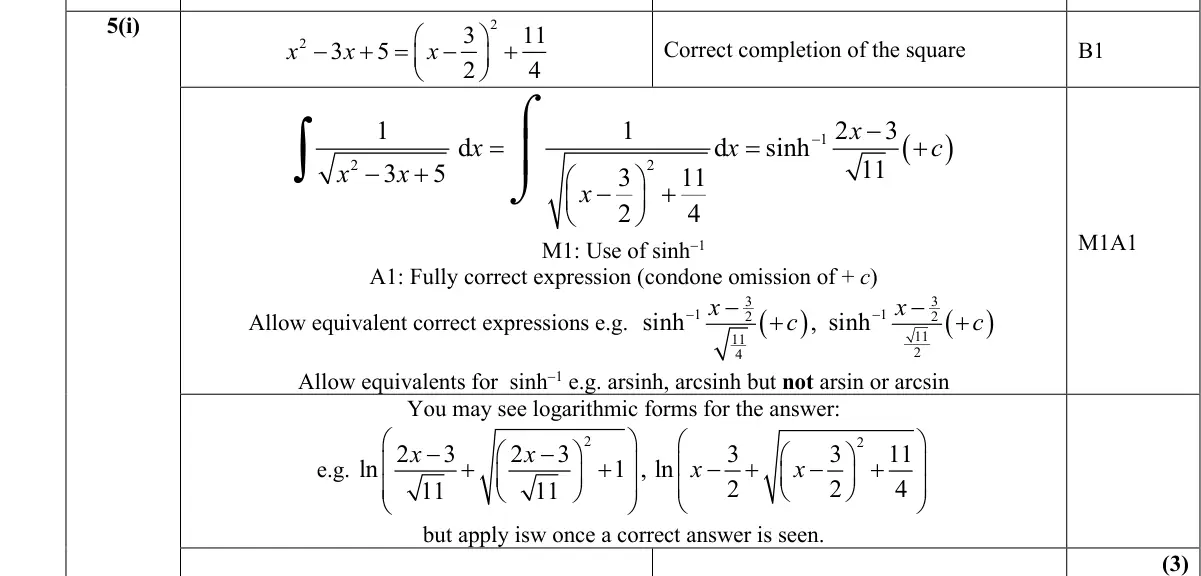 5(i)
x² − 3x + 5 = (x − 3/2)² + 11/4
Correct completion of the square
B1
∫ 1/√(x² − 3x + 5) dx = ∫ 1/√((x − 3/2)² + 11/4) dx = sinh⁻¹ (2x − 3)/√11 (+c)
M1: Use of sinh⁻¹
A1: Fully correct expression (condone omission of + c)
Allow equivalent correct expressions e.g. sinh⁻¹ (x − 3/2)/√(11/4) (+c), sinh⁻¹ (x − 3/2)/(√11/2) (+c)
Allow equivalents for sinh⁻¹ e.g. arsinh, arcsinh but not arsin or arcsin
M1A1
You may see logarithmic forms for the answer:
e.g. ln((2x − 3)/√11 + √(((2x − 3)/√11)² + 1)), ln(x − 3/2 + √((x − 3/2)² + 11/4))
but apply isw once a correct answer is seen.
(3)